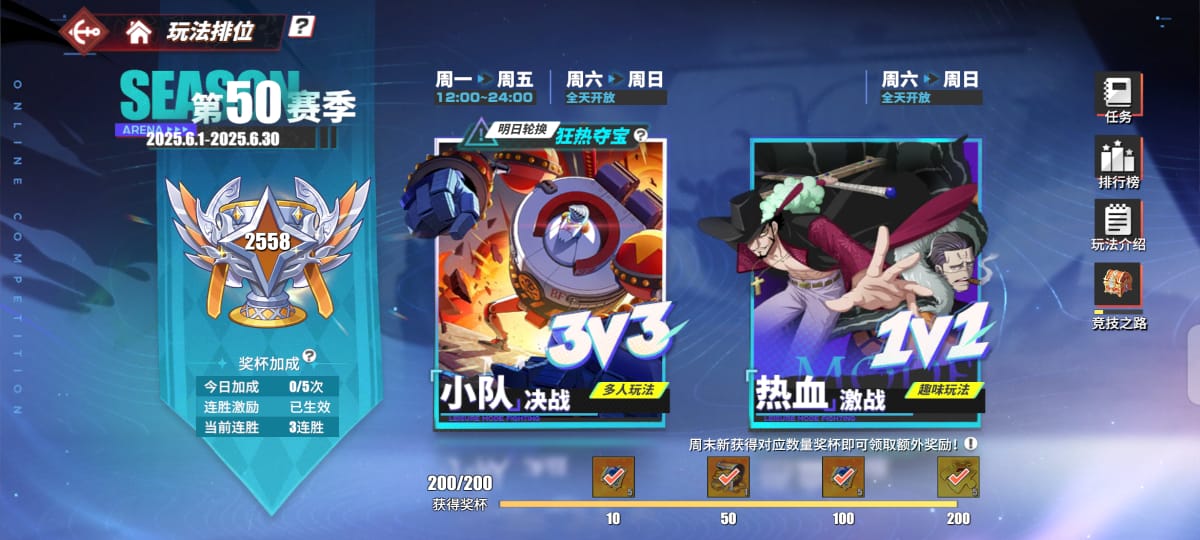 玩法排位
?
SEASON
第50赛季
ARENA
2025.6.1-2025.6.30
ONLINE COMPETITION
2558
奖杯加成?
今日加成 0/5次
连胜激励 已生效
当前连胜 3连胜
周一 周五
12:00~24:00
周六 周日
全天开放
明日轮换
狂热夺宝?
3V3
小队 决战
多人玩法
周六 周日
全天开放
1V1
热血 激战
趣味玩法
周末新获得对应数量奖杯即可领取额外奖励!
200/200
获得奖杯
5
1
5
5
10
50
100
200
任务
排行榜
玩法介绍
竞技之路